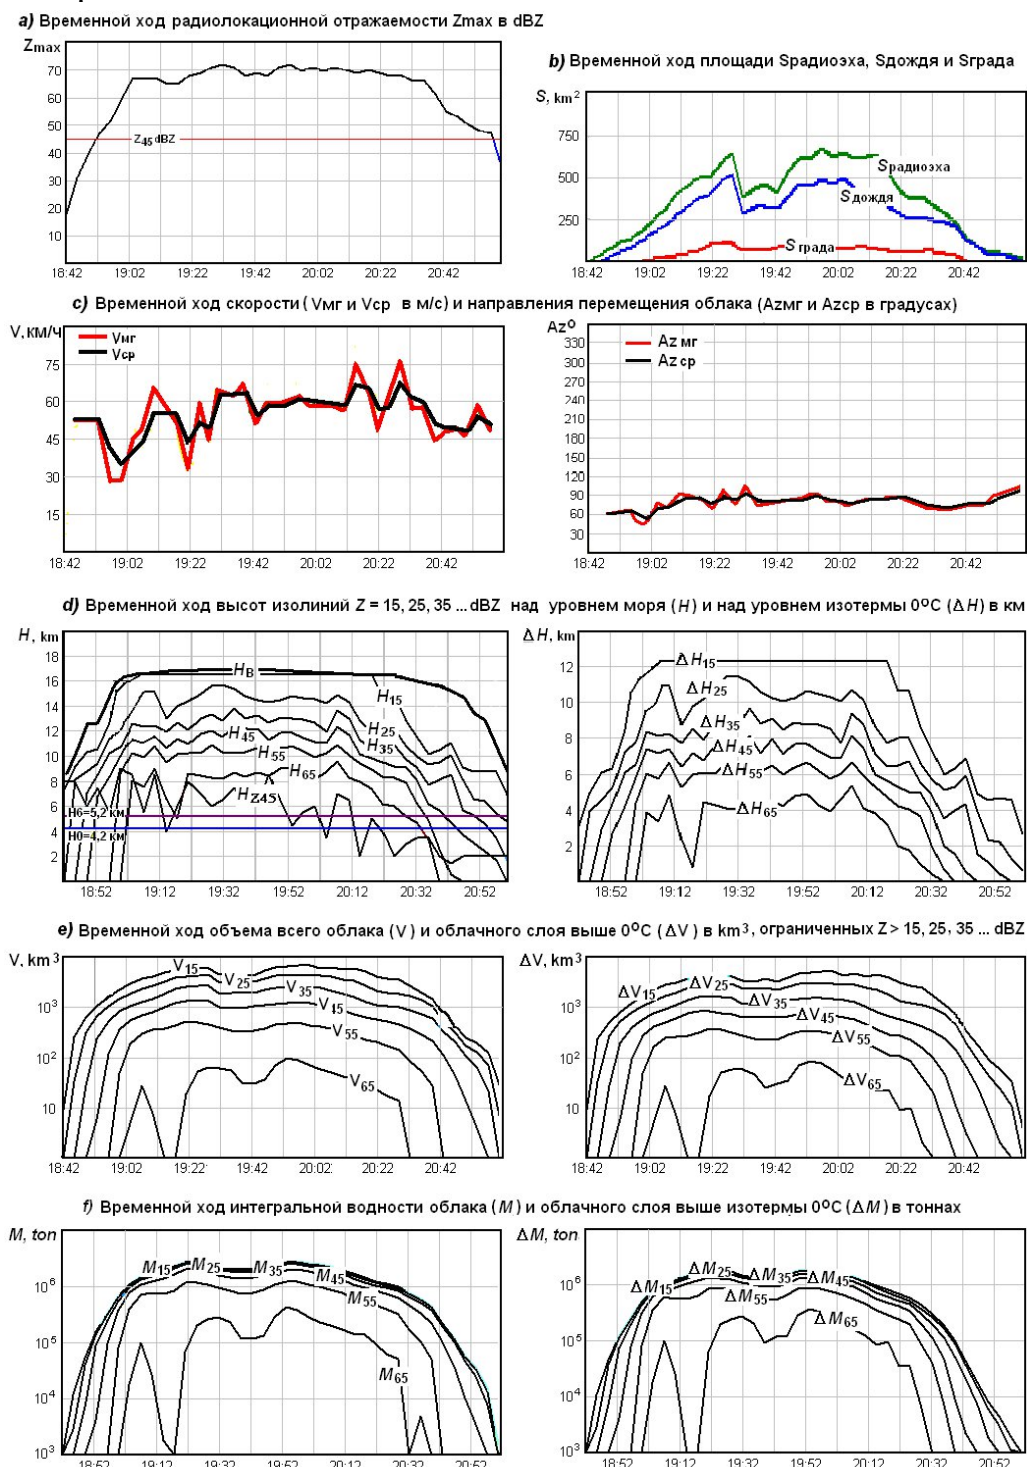 a) Временной ход радиолокационной отражаемости Zmax в dBZ
Zmax
70
60
50
40
30
20
10
Z45 dBZ
18:42 19:02 19:22 19:42 20:02 20:22 20:42
b) Временной ход площади Sрадиоэха, Sдождя и Sграда
S, km2
750
500
250
Sрадиоэха
S дождя
S града
18:42 19:02 19:22 19:42 20:02 20:22 20:42
c) Временной ход скорости ( Vмг и Vср в м/с) и направления перемещения облака (Azмг и Azср в градусах)
V, км/ч
75
60
45
30
15
Vмг
Vср
18:42 19:02 19:22 19:42 20:02 20:22 20:42
Azo
330
300
270
240
210
180
150
120
90
60
30
Az мг
Az ср
18:42 19:02 19:22 19:42 20:02 20:22 20:42
d) Временной ход высот изолиний Z = 15, 25, 35 ... dBZ над уровнем моря (H) и над уровнем изотермы 0oC (ΔH) в км
H, км
18
16
14
12
10
8
6
4
2
HВ
H15
H25
H35
H45
H55
H65
HZ45
H6=5,2 км
H0=4,2 км
18:52 19:12 19:32 19:52 20:12 20:32 20:52
ΔH, км
12
10
8
6
4
2
ΔH15
ΔH25
ΔH35
ΔH45
ΔH55
ΔH65
18:52 19:12 19:32 19:52 20:12 20:32 20:52
e) Временной ход объема всего облака ( V ) и облачного слоя выше 0oC ( ΔV ) в km3, ограниченных Z > 15, 25, 35 ... dBZ
V, km3
103
102
10
V15
V25
V35
V45
V55
V65
18:42 19:02 19:22 19:42 20:02 20:22 20:42
ΔV, km3
103
102
10
ΔV15
ΔV25
ΔV35
ΔV45
ΔV55
ΔV65
18:42 19:02 19:22 19:42 20:02 20:22 20:42
f) Временной ход интегральной водности облака ( M ) и облачного слоя выше изотермы 0oC ( ΔM ) в тоннах
M, ton
106
105
104
103
M15
M25
M35
M45
M55
M65
18:52 19:12 19:32 19:52 20:12 20:32 20:52
ΔM, ton
106
105
104
103
ΔM15
ΔM25
ΔM35
ΔM45
ΔM55
ΔM65
18:52 19:12 19:32 19:52 20:12 20:32 20:52